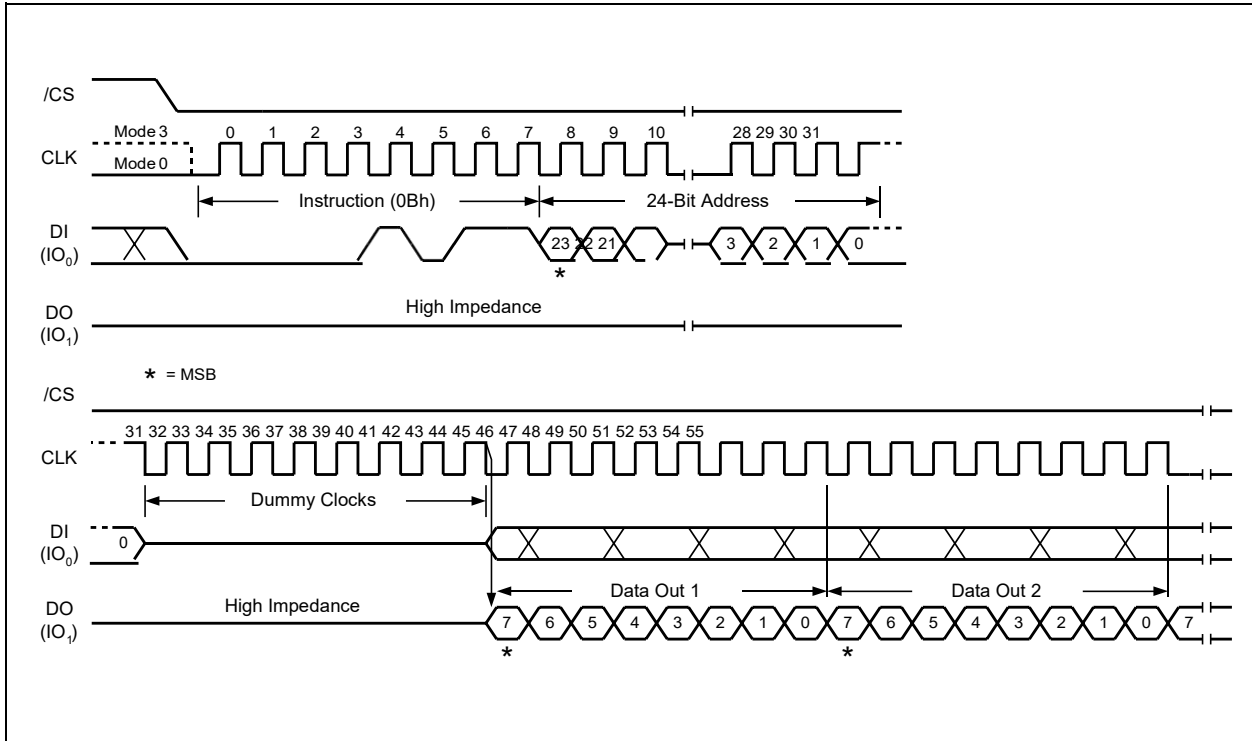 /CS
Mode 3 0 1 2 3 4 5 6 7 8 9 10 28 29 30 31
CLK
Mode 0
Instruction (0Bh) 24-Bit Address
DI
(IO0)
23 22 21 3 2 1 0
*
High Impedance
DO
(IO1)
* = MSB
/CS
31 32 33 34 35 36 37 38 39 40 41 42 43 44 45 46 47 48 49 50 51 52 53 54 55
CLK
Dummy Clocks
DI
(IO0)
0
Data Out 1 Data Out 2
High Impedance
DO
(IO1)
7 6 5 4 3 2 1 0 7 6 5 4 3 2 1 0 7
* *